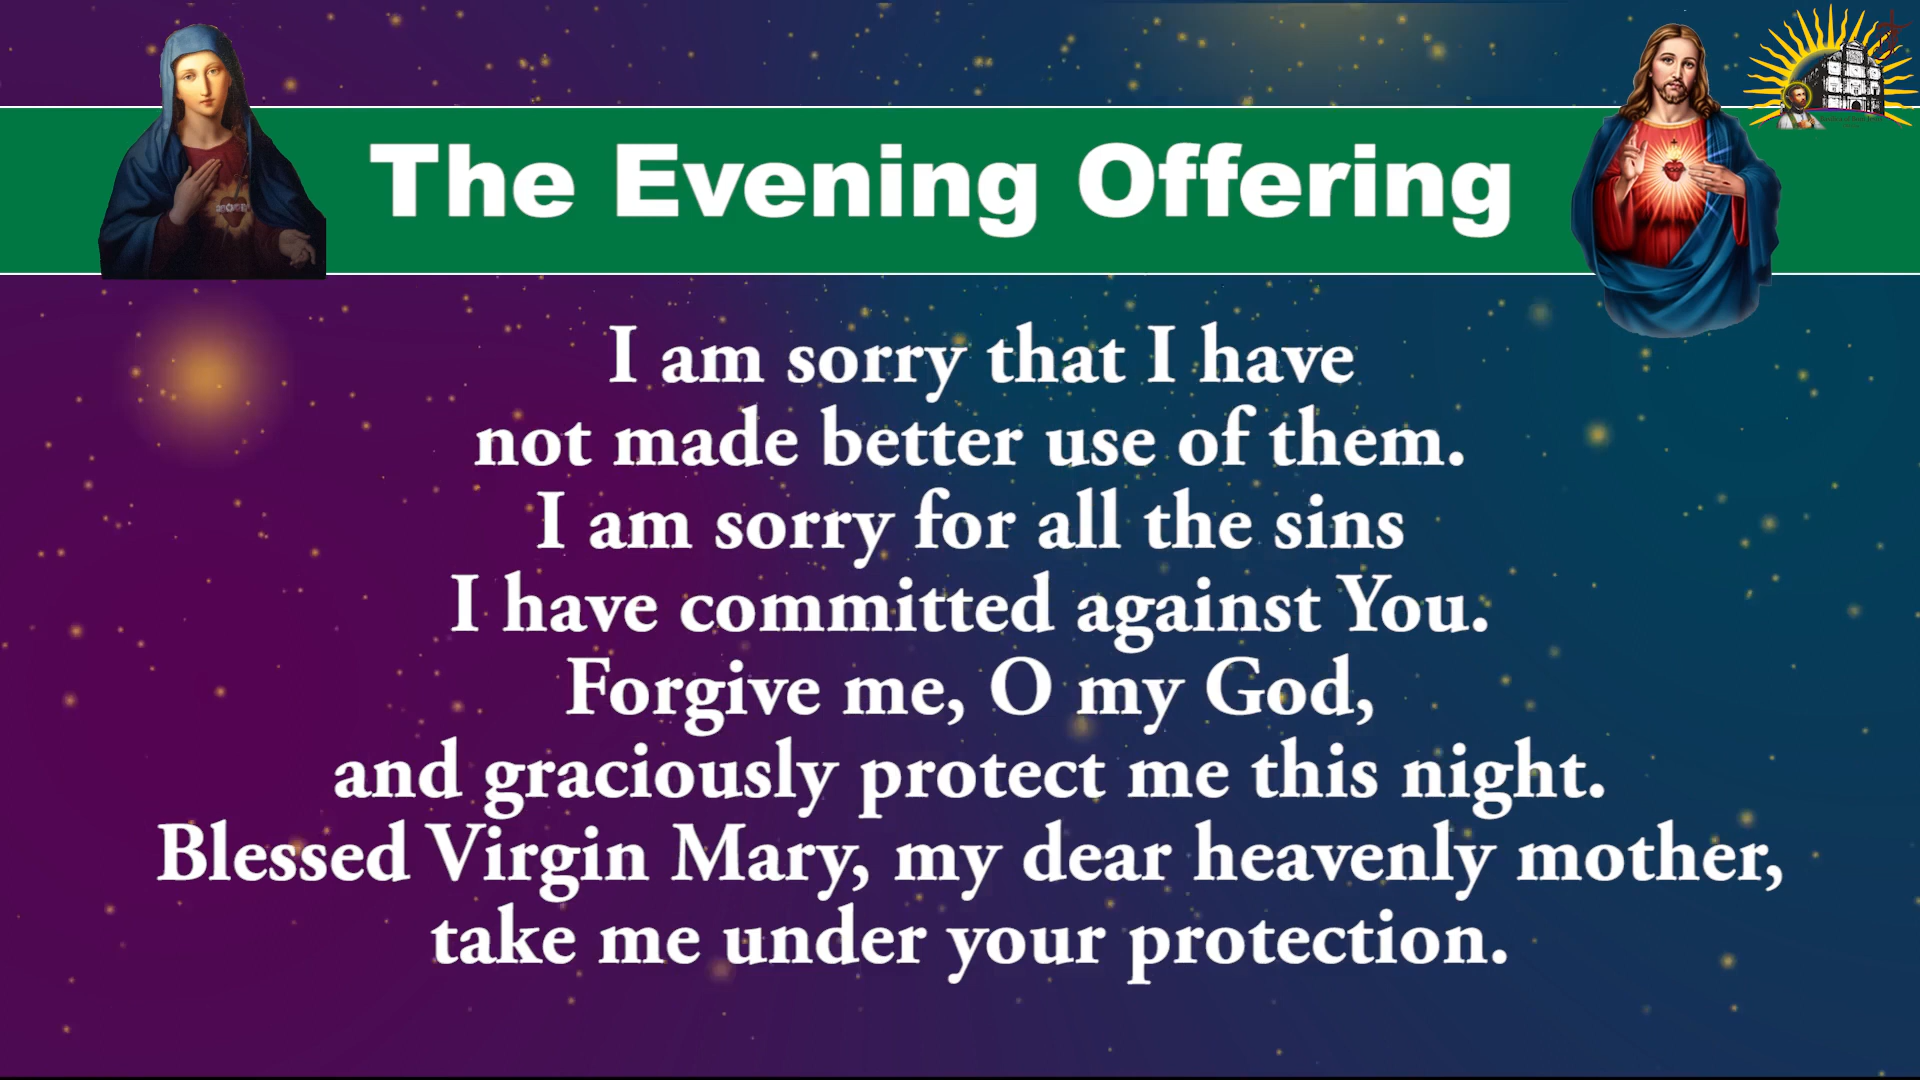 The Evening Offering
I am sorry that I have
not made better use of them.
I am sorry for all the sins
I have committed against You.
Forgive me, O my God,
and graciously protect me this night.
Blessed Virgin Mary, my dear heavenly mother,
take me under your protection.